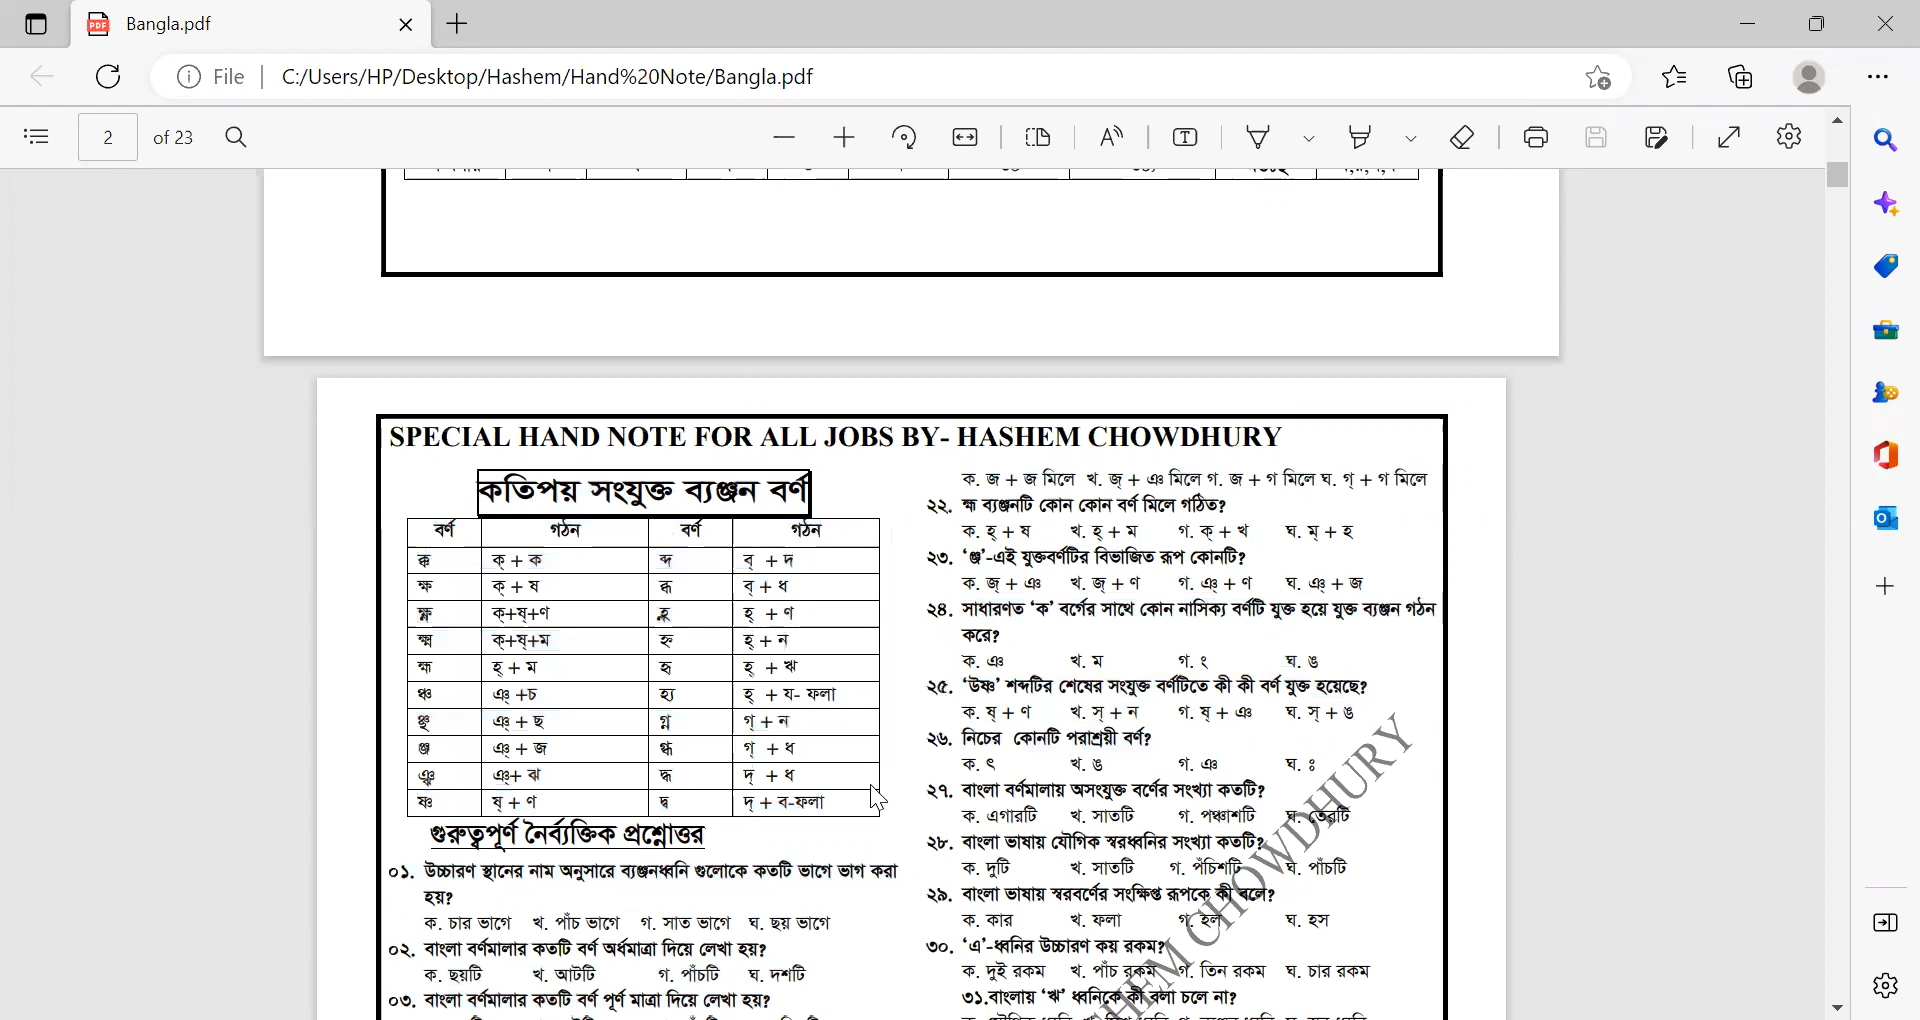 Bangla.pdf
File | C:/Users/HP/Desktop/Hashem/Hand%20Note/Bangla.pdf
2 of 23
SPECIAL HAND NOTE FOR ALL JOBS BY- HASHEM CHOWDHURY
কতিপয় সংযুক্ত ব্যঞ্জন বর্ণ
বর্ণ গঠন বর্ণ গঠন
ক্ক ক্ + ক ব্দ ব্ + দ
ক্ষ ক্ + ষ ব্ধ ব্ + ধ
ক্ষ্ণ ক্+ষ্+ণ হ্ণ হ্ + ণ
ক্ষ্ম ক্+ষ্+ম হ্ন হ্ + ন
হ্ম হ্ + ম হৃ হ্ + ঋ
ঞ্চ ঞ্ +চ হ্য হ্ + য- ফলা
ঞ্ছ ঞ্ + ছ গ্ন গ্ + ন
ঞ্জ ঞ্ + জ গ্ধ গ্ + ধ
ঞ্ঝ ঞ্+ ঝ দ্ধ দ্ + ধ
ষ্ণ ষ্ + ণ দ্ব দ্ + ব-ফলা
গুরুত্বপূর্ণ নৈর্ব্যক্তিক প্রশ্নোত্তর
০১. উচ্চারণ স্থানের নাম অনুসারে ব্যঞ্জনধ্বনি গুলোকে কতটি ভাগে ভাগ করা
হয়?
ক. চার ভাগে খ. পাঁচ ভাগে গ. সাত ভাগে ঘ. ছয় ভাগে
০২. বাংলা বর্ণমালার কতটি বর্ণ অর্ধমাত্রা দিয়ে লেখা হয়?
ক. ছয়টি খ. আটটি গ. পাঁচটি ঘ. দশটি
০৩. বাংলা বর্ণমালার কতটি বর্ণ পূর্ণ মাত্রা দিয়ে লেখা হয়?
ক. জ + জ মিলে খ. জ্ + ঞ মিলে গ. জ + গ মিলে ঘ. গ্ + গ মিলে
২২. হ্ম ব্যঞ্জনটি কোন কোন বর্ণ মিলে গঠিত?
ক. হ্ + ষ খ. হ্ + ম গ. ক্ + খ ঘ. ম্ + হ
২৩. ‘ঞ্জ’-এই যুক্তবর্ণটির বিভাজিত রূপ কোনটি?
ক. জ্ + ঞ খ. জ্ + ণ গ. ঞ্ + ণ ঘ. ঞ্ + জ
২৪. সাধারণত ‘ক’ বর্গের সাথে কোন নাসিক্য বর্ণটি যুক্ত হয়ে যুক্ত ব্যঞ্জন গঠন
করে?
ক. ঞ খ. ম গ. ং ঘ. ঙ
২৫. ‘উষ্ণ’ শব্দটির শেষের সংযুক্ত বর্ণটিতে কী কী বর্ণ যুক্ত হয়েছে?
ক. ষ্ + ণ খ. স্ + ন গ. ষ্ + ঞ ঘ. স্ + ঙ
২৬. নিচের কোনটি পরাশ্রয়ী বর্ণ?
ক. ৎ খ. ঙ গ. ঞ ঘ. ঃ
২৭. বাংলা বর্ণমালায় অসংযুক্ত বর্ণের সংখ্যা কতটি?
ক. এগারটি খ. সাতটি গ. পঞ্চাশটি ঘ. তেরটি
২৮. বাংলা ভাষায় যৌগিক স্বরধ্বনির সংখ্যা কতটি?
ক. দুটি খ. সাতটি গ. পঁচিশটি ঘ. পাঁচটি
২৯. বাংলা ভাষায় স্বরবর্ণের সংক্ষিপ্ত রূপকে কী বলে?
ক. কার খ. ফলা গ. হল ঘ. হস
৩০. ‘এ’-ধ্বনির উচ্চারণ কয় রকম?
ক. দুই রকম খ. পাঁচ রকম গ. তিন রকম ঘ. চার রকম
৩১.বাংলায় ‘ঋ’ ধ্বনিকে কী বলা চলে না?
HEM CHOWDHURY